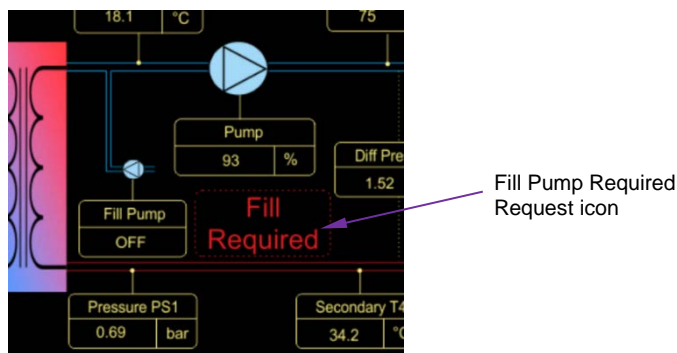 18.1 °C
75
Pump
93 %
Diff Pre
1.52
Fill Pump
OFF
Fill
Required
Fill Pump Required
Request icon
Pressure PS1
0.69 bar
Secondary T4
34.2 °C